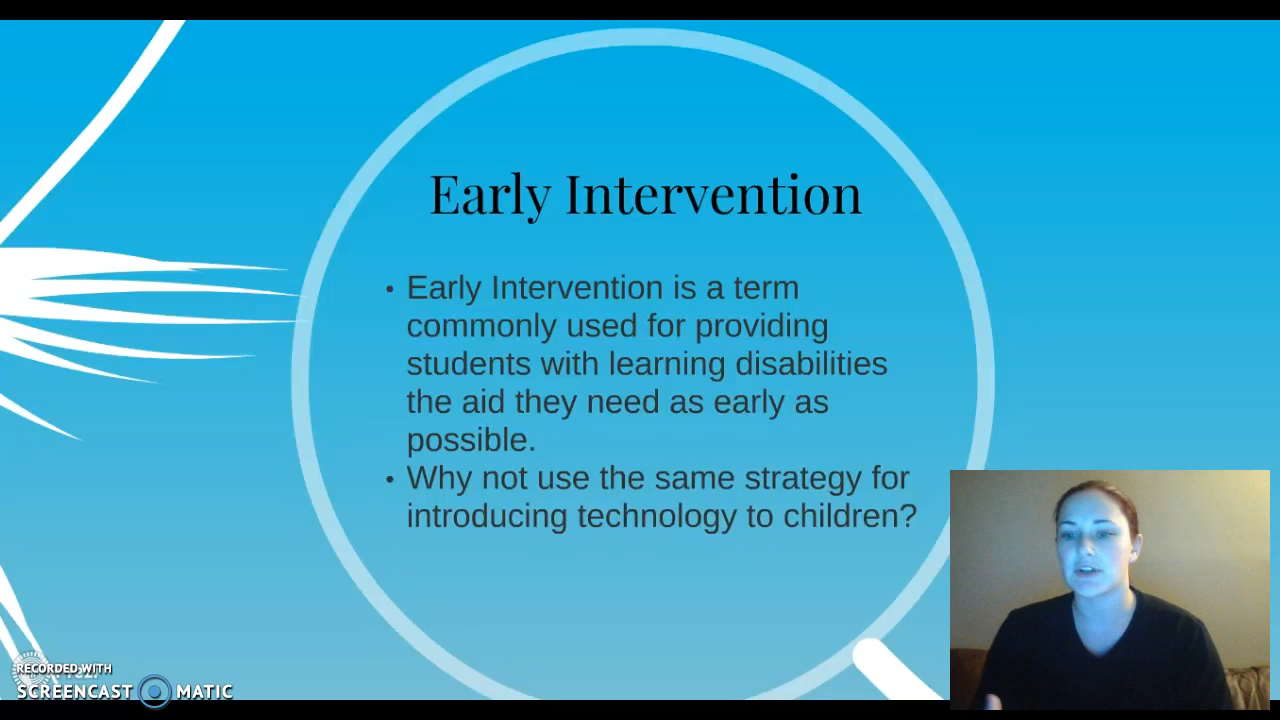 Early Intervention
• Early Intervention is a term
commonly used for providing
students with learning disabilities
the aid they need as early as
possible.
• Why not use the same strategy for
introducing technology to children?
RECORDED WITH
SCREENCAST MATIC